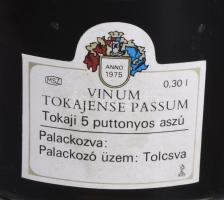 ANNO
1975
MSZ
0,30 l
VINUM
TOKAJENSE PASSUM
Tokaji 5 puttonyos aszú
Palackozva:
Palackozó üzem: Tolcsva